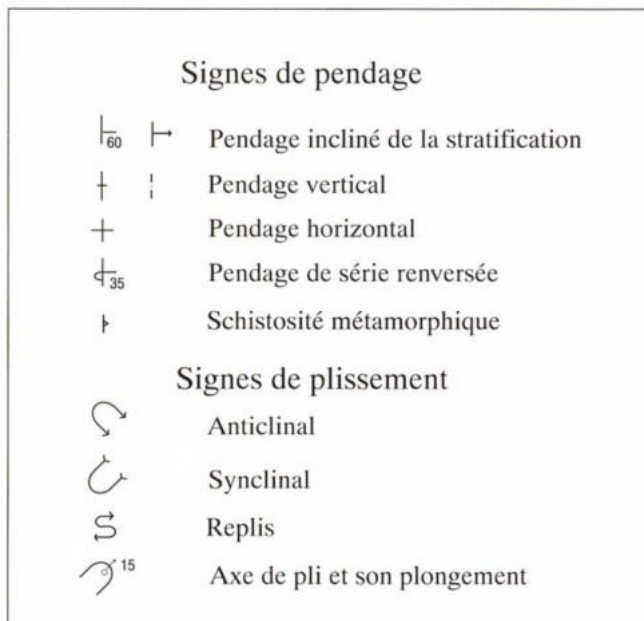 Signes de pendage
60 Pendage incliné de la stratification
Pendage vertical
Pendage horizontal
35 Pendage de série renversée
Schistosité métamorphique
Signes de plissement
Anticlinal
Synclinal
Replis
15 Axe de pli et son plongement